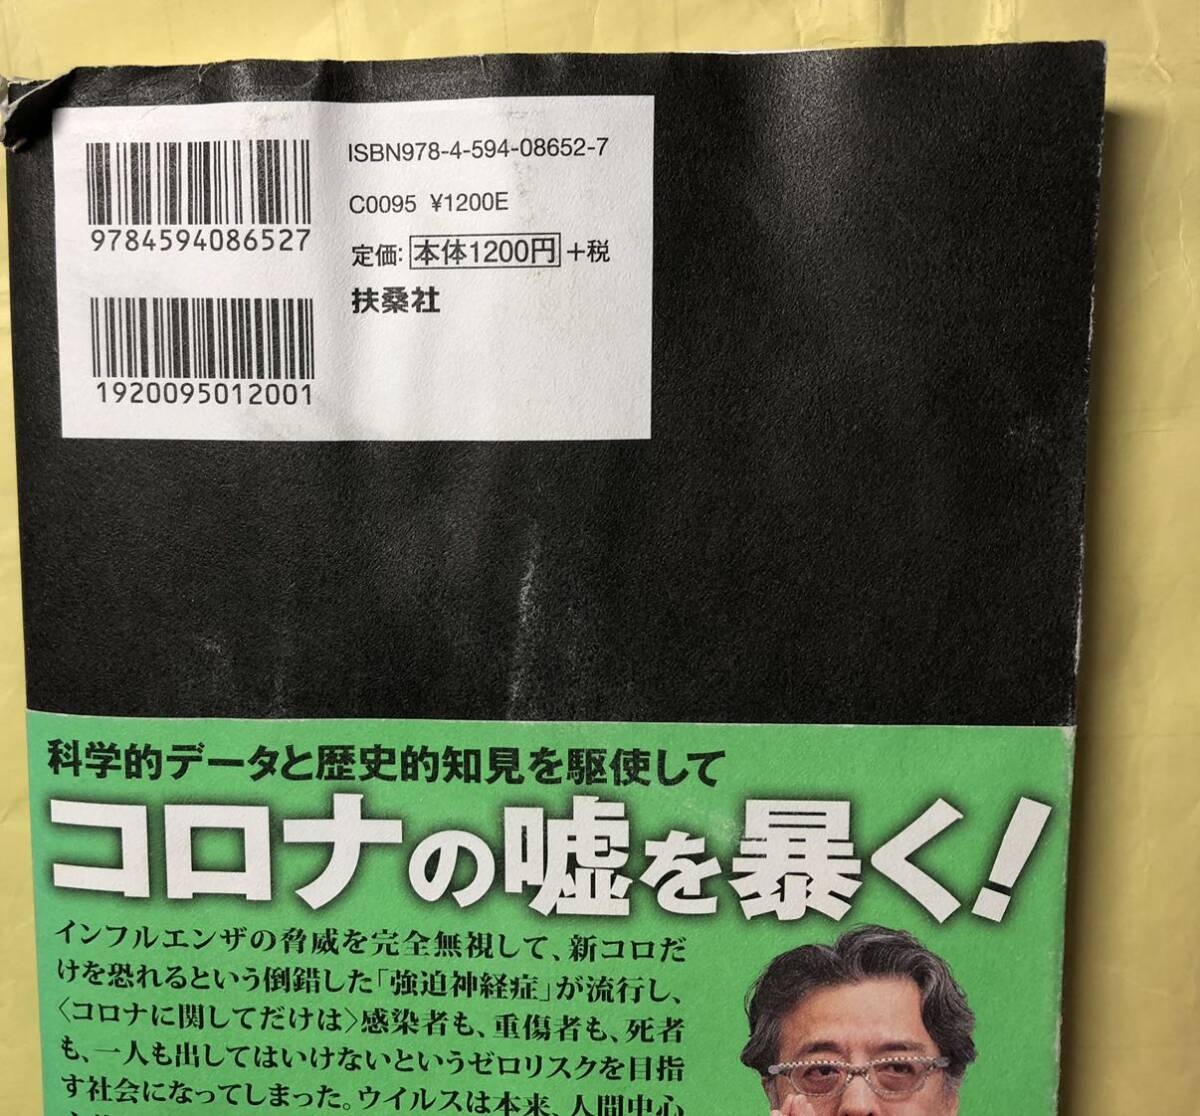 ISBN978-4-594-08652-7
C0095 ¥1200E
定価：本体1200円+税
扶桑社
9784594086527
1920095012001
科学的データと歴史的知見を駆使して
コロナの嘘を暴く！
インフルエンザの脅威を完全無視して、新コロだ
けを恐れるという倒錯した「強迫神経症」が流行し、
〈コロナに関してだけは〉感染者も、重傷者も、死者
も、一人も出してはいけないというゼロリスクを目指
す社会になってしまった。ウイルスは本来、人間中心